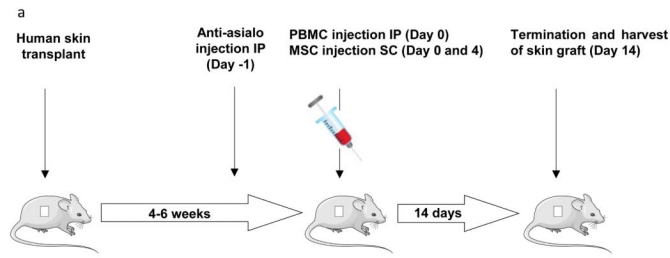 a
Human skin
transplant
Anti-asialo
injection IP
(Day -1)
PBMC injection IP (Day 0)
MSC injection SC (Day 0 and 4)
Termination and harvest
of skin graft (Day 14)
4-6 weeks
14 days